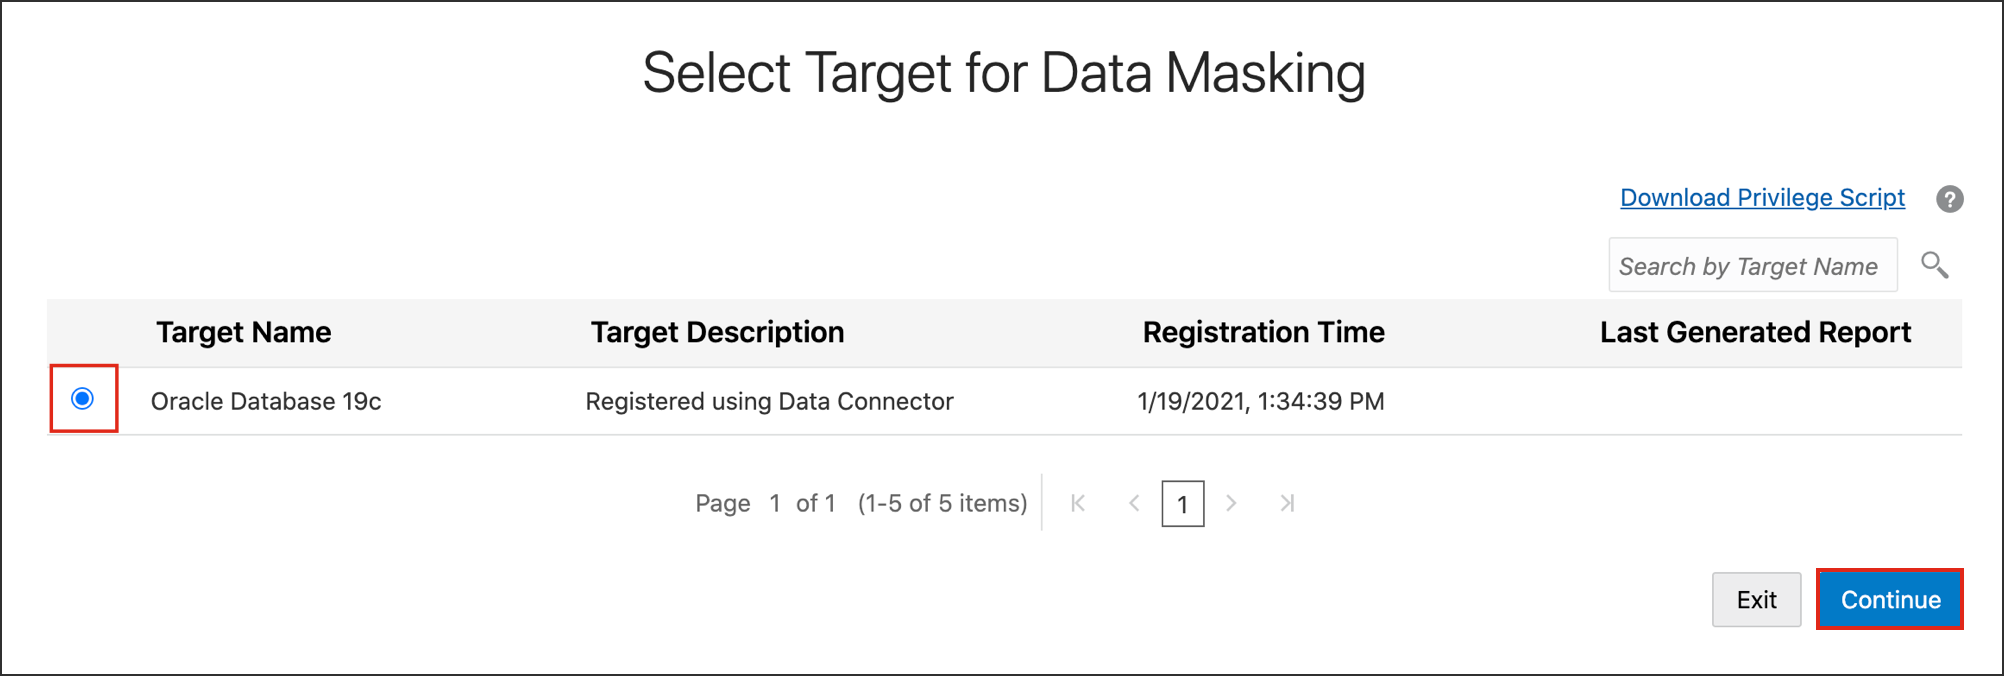 Select Target for Data Masking
Download Privilege Script ?
Search by Target Name
Target Name Target Description Registration Time Last Generated Report
Oracle Database 19c Registered using Data Connector 1/19/2021, 1:34:39 PM
Page 1 of 1 (1-5 of 5 items) 1
Exit Continue